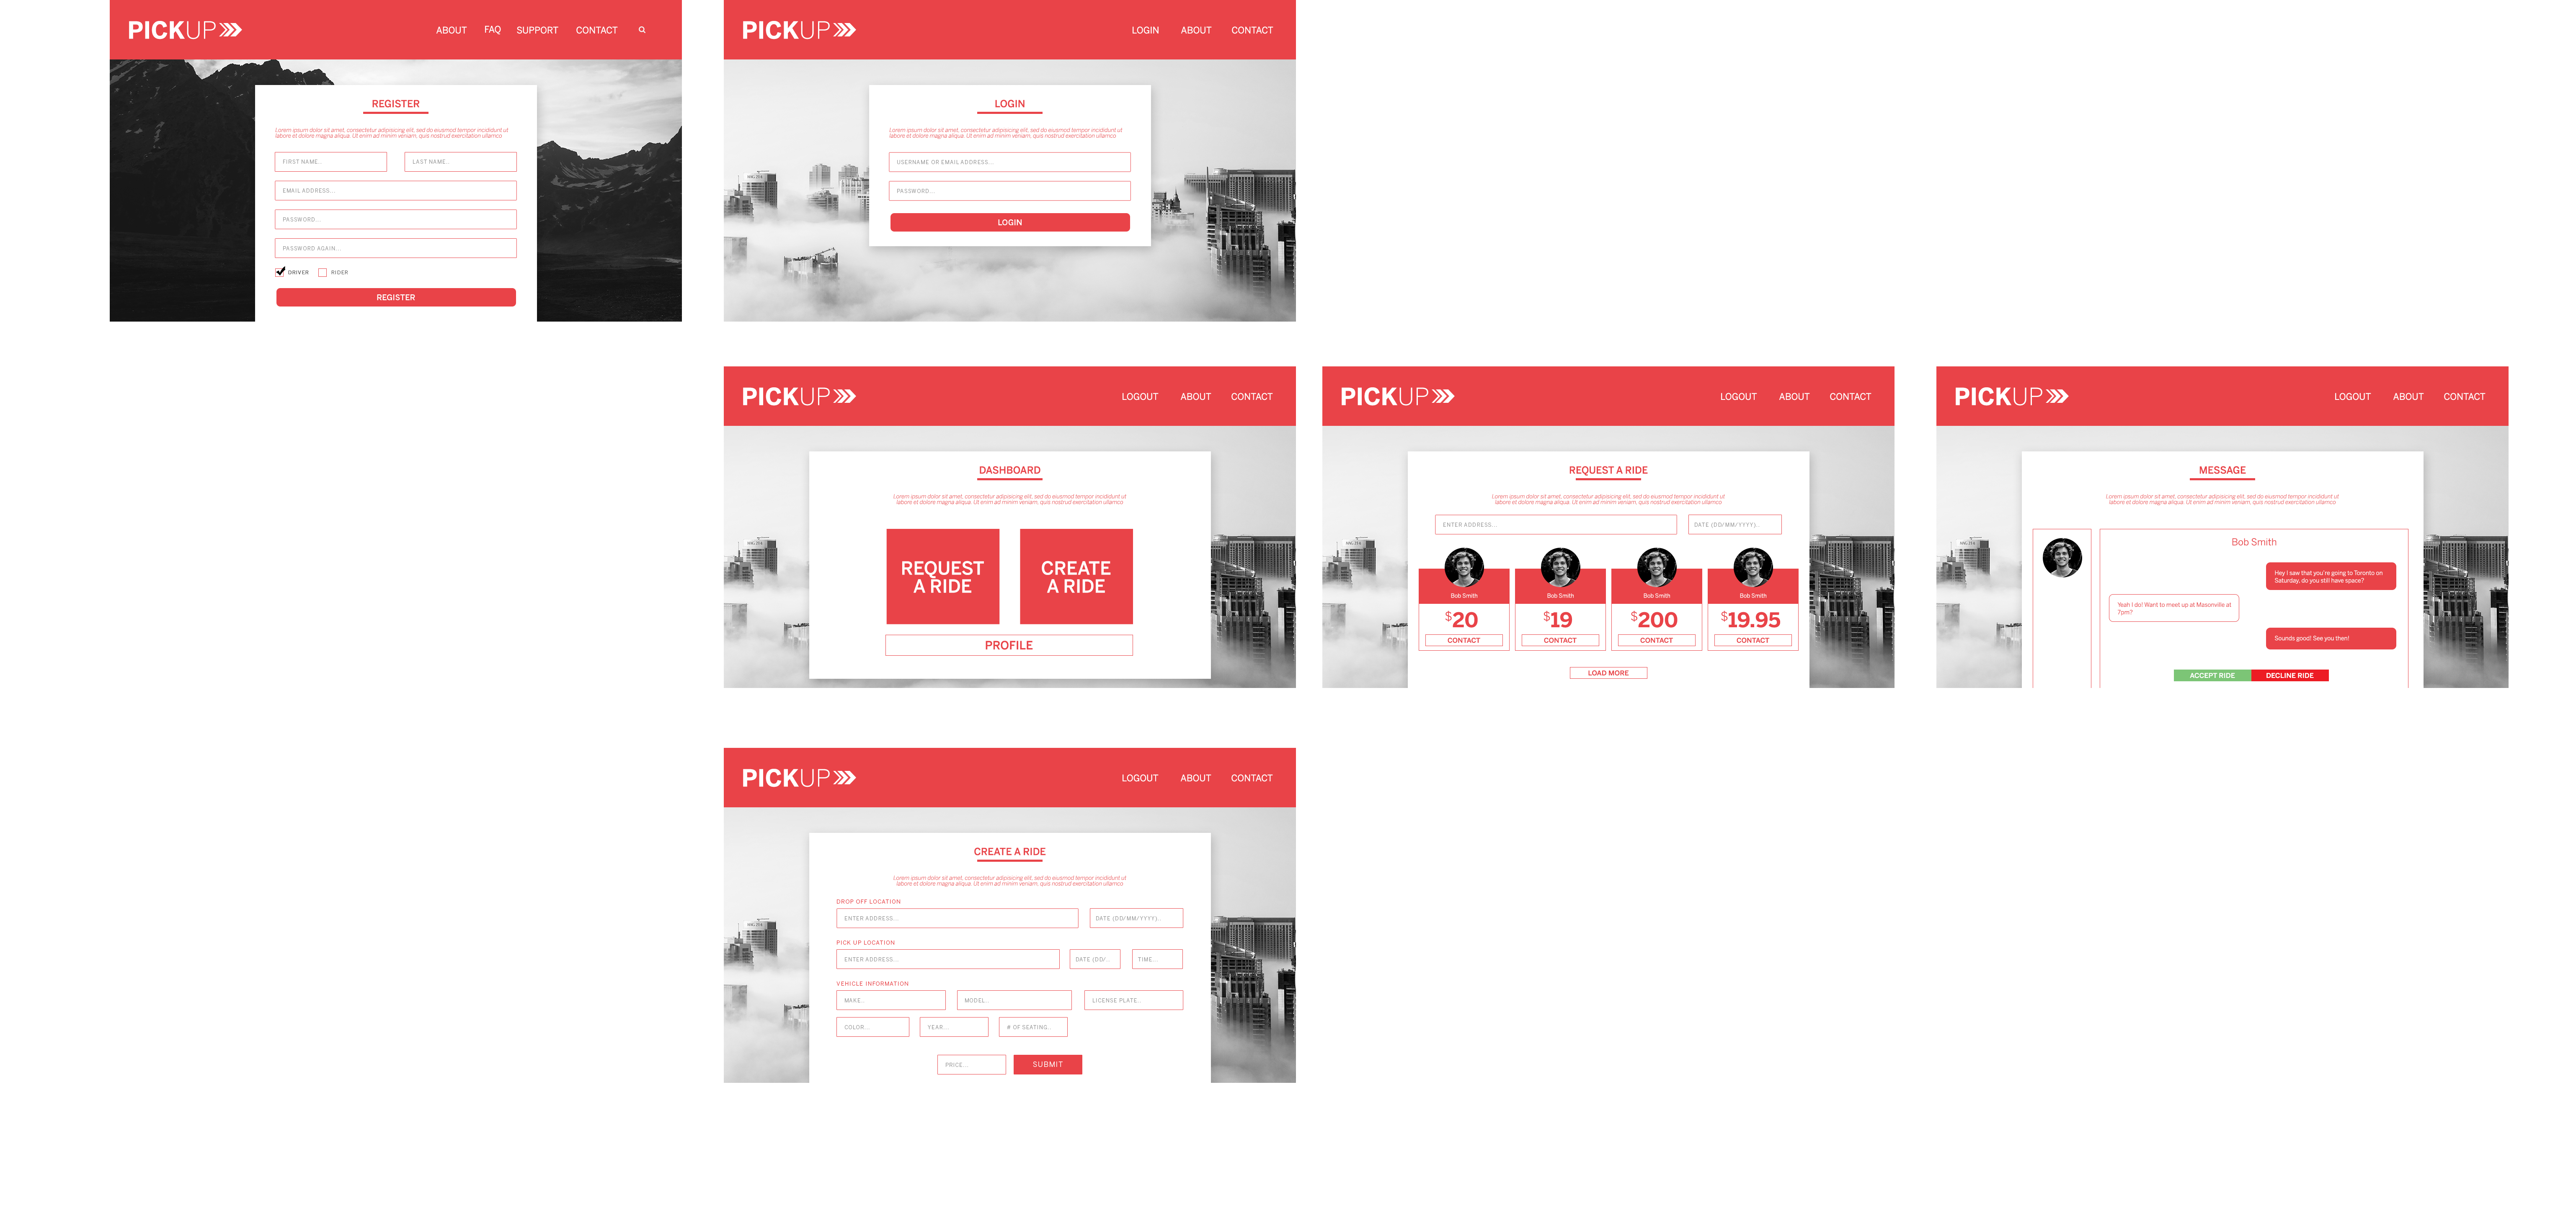 PICKUP
ABOUT FAQ SUPPORT CONTACT
REGISTER
Lorem ipsum dolor sit amet, consectetur adipisicing elit, sed do eiusmod tempor incididunt ut
labore et dolore magna aliqua. Ut enim ad minim veniam, quis nostrud exercitation ullamco
FIRST NAME... LAST NAME...
EMAIL ADDRESS...
PASSWORD...
PASSWORD AGAIN...
DRIVER RIDER
REGISTER
PICKUP
LOGIN ABOUT CONTACT
LOGIN
Lorem ipsum dolor sit amet, consectetur adipisicing elit, sed do eiusmod tempor incididunt ut
labore et dolore magna aliqua. Ut enim ad minim veniam, quis nostrud exercitation ullamco
USERNAME OR EMAIL ADDRESS...
PASSWORD...
LOGIN
PICKUP
LOGOUT ABOUT CONTACT
DASHBOARD
Lorem ipsum dolor sit amet, consectetur adipisicing elit, sed do eiusmod tempor incididunt ut
labore et dolore magna aliqua. Ut enim ad minim veniam, quis nostrud exercitation ullamco
REQUEST
A RIDE
CREATE
A RIDE
PROFILE
PICKUP
LOGOUT ABOUT CONTACT
REQUEST A RIDE
Lorem ipsum dolor sit amet, consectetur adipisicing elit, sed do eiusmod tempor incididunt ut
labore et dolore magna aliqua. Ut enim ad minim veniam, quis nostrud exercitation ullamco
ENTER ADDRESS... DATE (DD/MM/YYYY)...
Bob Smith Bob Smith Bob Smith Bob Smith
$20 $19 $200 $19.95
CONTACT CONTACT CONTACT CONTACT
LOAD MORE
PICKUP
LOGOUT ABOUT CONTACT
MESSAGE
Lorem ipsum dolor sit amet, consectetur adipisicing elit, sed do eiusmod tempor incididunt ut
labore et dolore magna aliqua. Ut enim ad minim veniam, quis nostrud exercitation ullamco
Bob Smith
Hey I saw that you're going to Toronto on
Saturday, do you still have space?
Yeah I do! Want to meet up at Masonville at
7pm?
Sounds good! See you then!
ACCEPT RIDE DECLINE RIDE
PICKUP
LOGOUT ABOUT CONTACT
CREATE A RIDE
Lorem ipsum dolor sit amet, consectetur adipisicing elit, sed do eiusmod tempor incididunt ut
labore et dolore magna aliqua. Ut enim ad minim veniam, quis nostrud exercitation ullamco
DROP OFF LOCATION
ENTER ADDRESS... DATE (DD/MM/YYYY)...
PICK UP LOCATION
ENTER ADDRESS... DATE (DD/... TIME...
VEHICLE INFORMATION
MAKE... MODEL... LICENSE PLATE...
COLOR... YEAR... # OF SEATING...
PRICE... SUBMIT